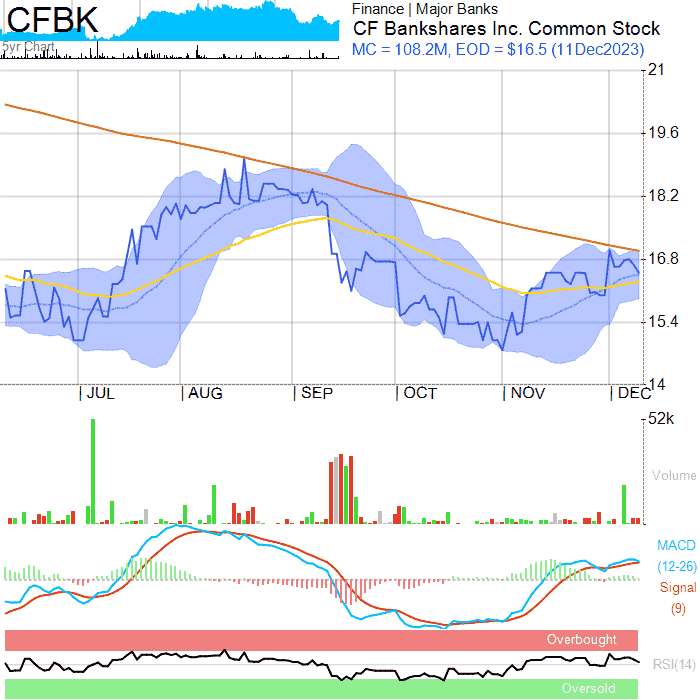 CFBK
5yr Chart
Finance | Major Banks
CF Bankshares Inc. Common Stock
MC = 108.2M, EOD = $16.5 (11Dec2023)
21
19.6
18.2
16.8
15.4
14
| JUL | AUG | SEP | OCT | NOV | DEC
52k
Volume
MACD
(12-26)
Signal
(9)
Overbought
RSI(14)
Oversold